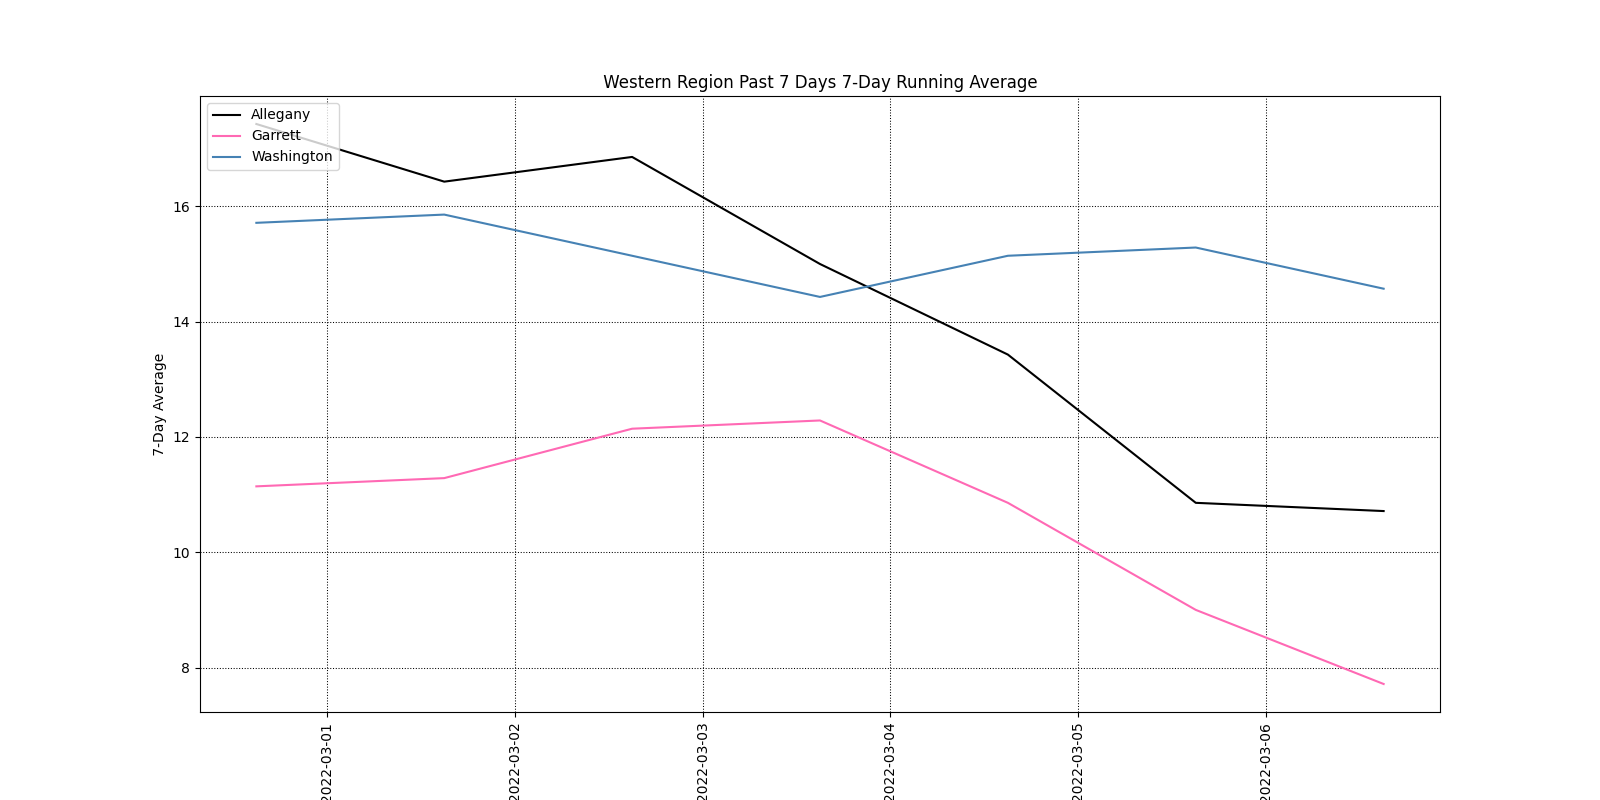 Western Region Past 7 Days 7-Day Running Average
Allegany
Garrett
Washington
7-Day Average
16
14
12
10
8
2022-03-01
2022-03-02
2022-03-03
2022-03-04
2022-03-05
2022-03-06